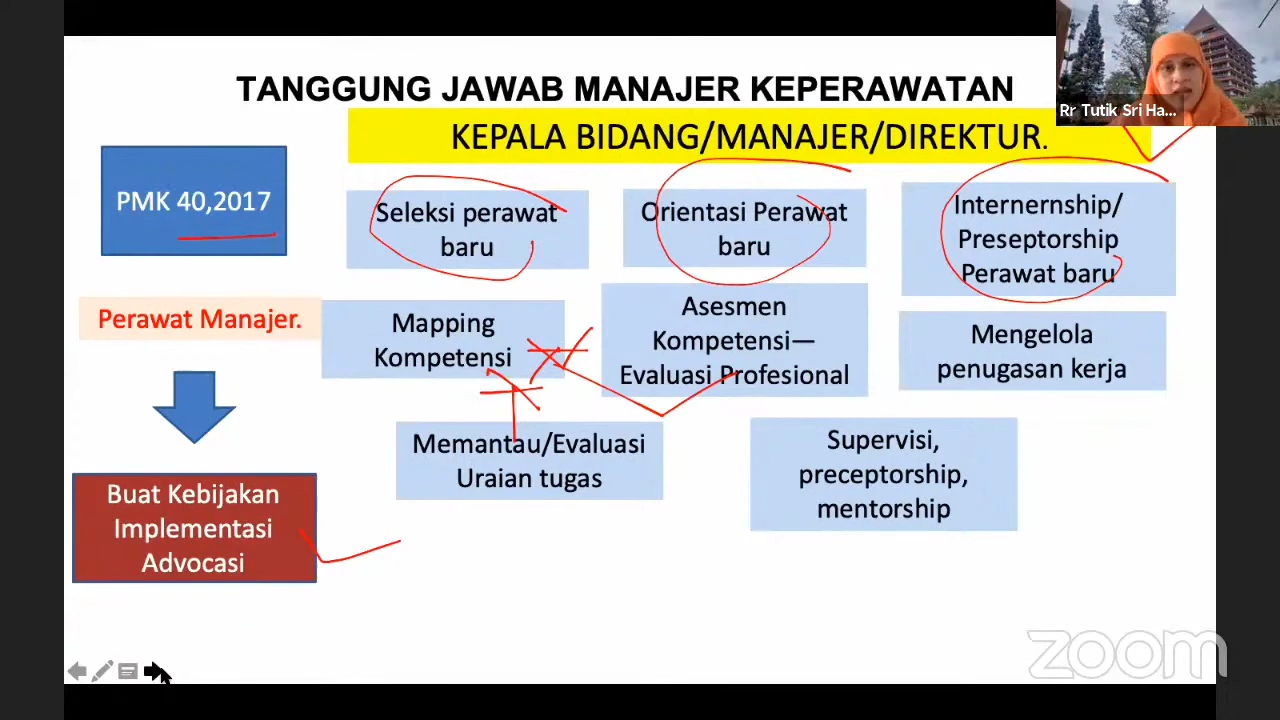 TANGGUNG JAWAB MANAJER KEPERAWATAN
Rr Tutik Sri Ha...
KEPALA BIDANG/MANAJER/DIREKTUR.
PMK 40,2017
Seleksi perawat
baru
Orientasi Perawat
baru
Internernship/
Preseptorship
Perawat baru
Perawat Manajer.
Mapping
Kompetensi
Asesmen
Kompetensi—
Evaluasi Profesional
Mengelola
penugasan kerja
Memantau/Evaluasi
Uraian tugas
Supervisi,
preceptorship,
mentorship
Buat Kebijakan
Implementasi
Advocasi
zoom